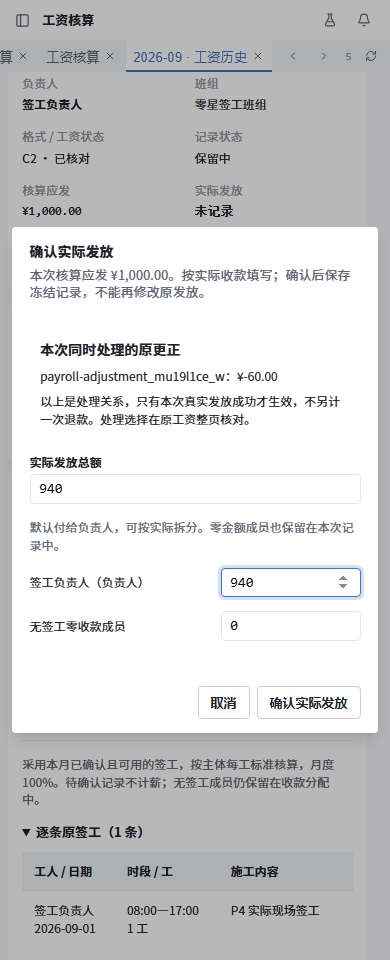 工资核算
算 × 工资核算 × 2026-09 · 工资历史 × 5
负责人 班组
签工负责人 零星签工班组
格式 / 工资状态 记录状态
C2 · 已核对 保留中
核算应发 实际发放
¥1,000.00 未记录
确认实际发放
本次核算应发 ¥1,000.00。按实际收款填写；确认后保存
冻结记录，不能再修改原发放。
本次同时处理的原更正
payroll-adjustment_mu19l1ce_w：¥-60.00
以上是处理关系，只有本次真实发放成功才生效，不另计
一次退款。处理选择在原工资整页核对。
实际发放总额
940
默认付给负责人，可按实际拆分。零金额成员也保留在本次记
录中。
签工负责人（负责人） 940
无签工零收款成员 0
取消 确认实际发放
采用本月已确认且可用的签工，按主体每工标准核算，月度
100%。待确认记录不计薪；无签工成员仍保留在收款分配
中。
▼ 逐条原签工（1 条）
工人 / 日期 时段 / 工 施工内容
签工负责人 08:00—17:00 P4 实际现场签工
2026-09-01 1 工